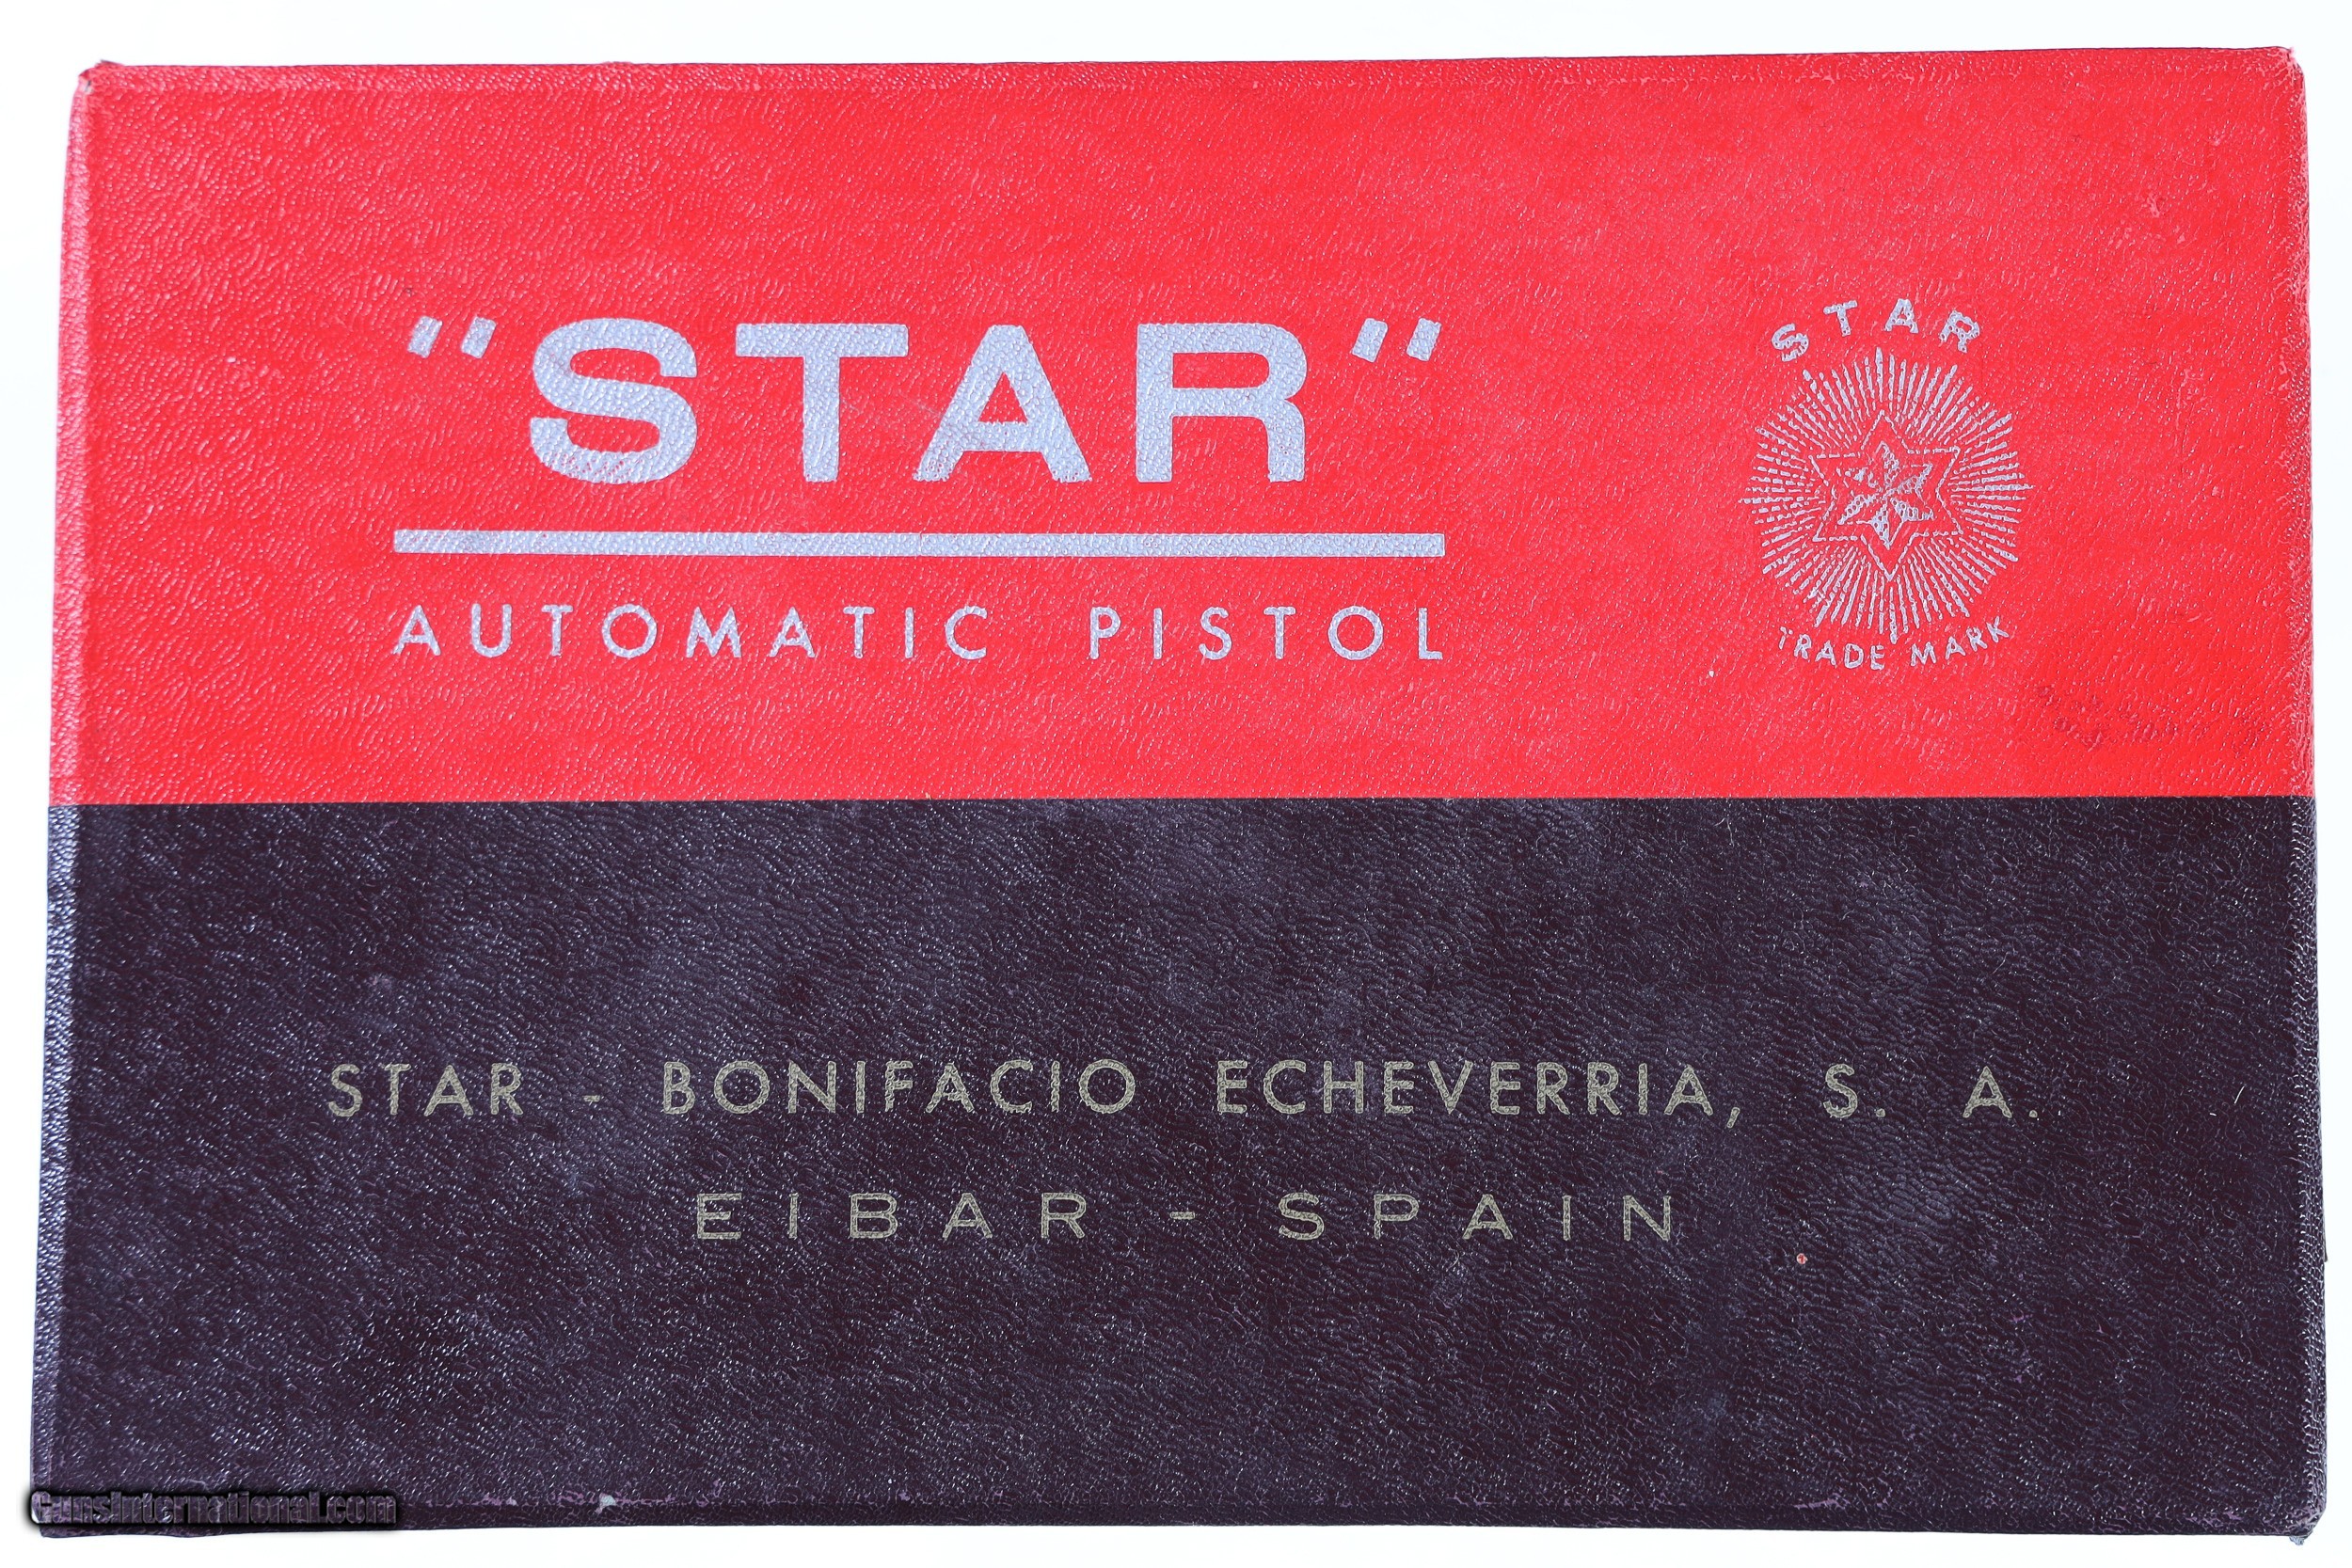 "STAR"
AUTOMATIC PISTOL
STAR
TRADE MARK
STAR - BONIFACIO ECHEVERRIA, S. A.
EIBAR - SPAIN
GunsInternational.com